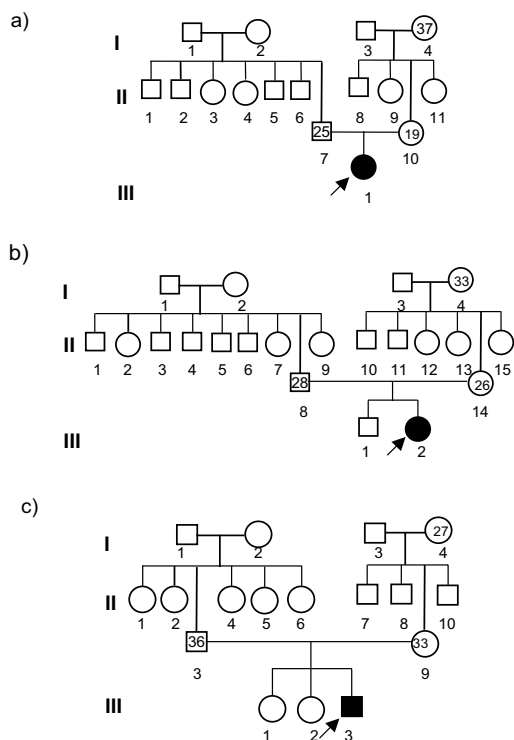 a)
I
1 2 3 37 4
II
1 2 3 4 5 6 8 9 11
25 19
7 10
III 1
b)
I
1 2 3 33 4
II
1 2 3 4 5 6 7 9 10 11 12 13 15
28 26
8 14
III 1 2
c)
I
1 2 3 27 4
II
1 2 4 5 6 7 8 10
36 33
3 9
III
1 2 3